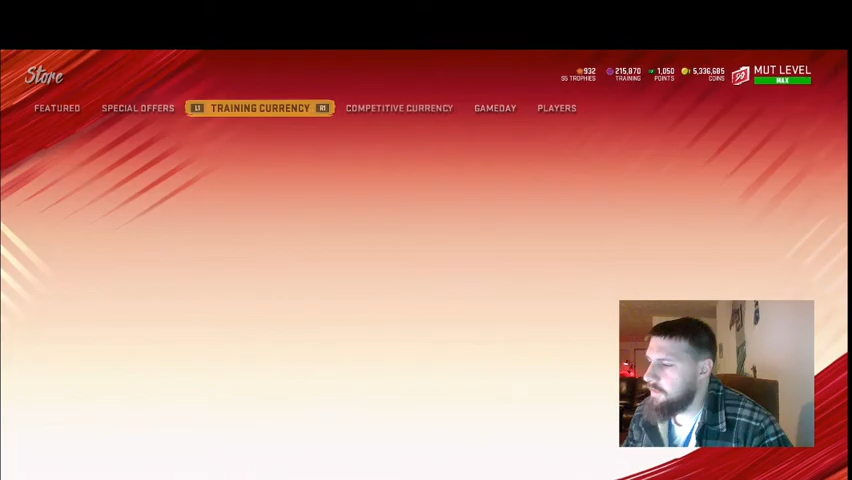 Store
932
SS TROPHIES
215,870
TRAINING
1,050
POINTS
5,336,685
COINS
MUT LEVEL
MAX
FEATURED
SPECIAL OFFERS
L1 TRAINING CURRENCY R1
COMPETITIVE CURRENCY
GAMEDAY
PLAYERS